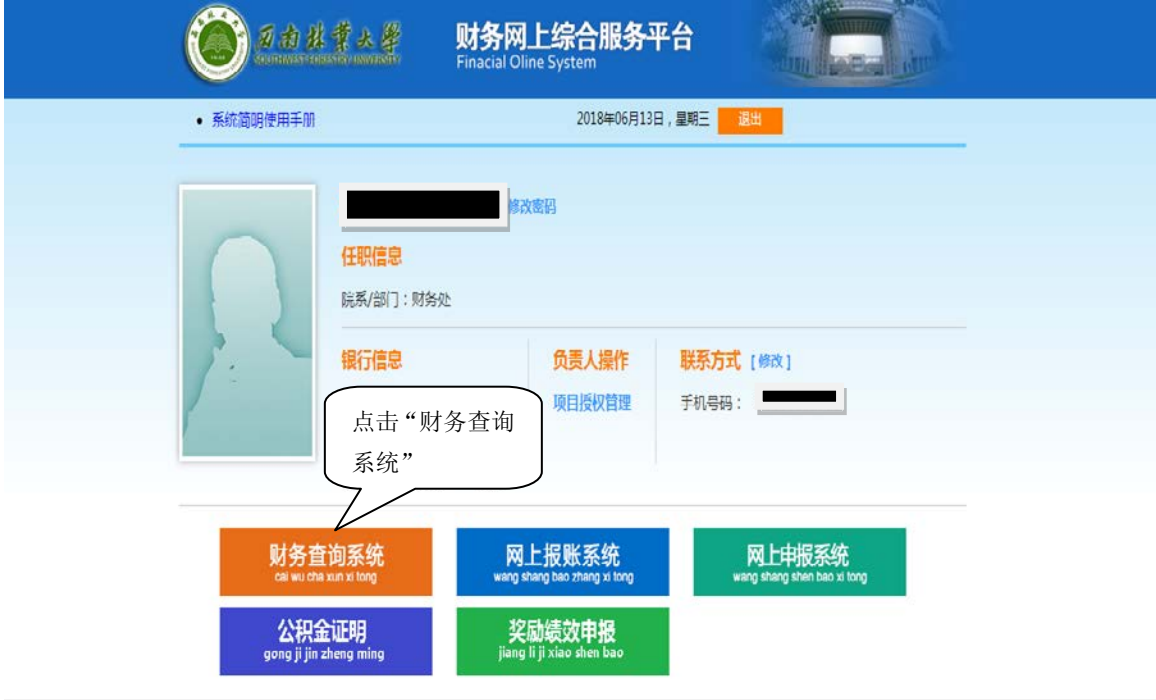 西南林業大學
SOUTHWEST FORESTRY UNIVERSITY
财务网上综合服务平台
Finacial Oline System
系统简明使用手册
2018年06月13日，星期三 退出
修改密码
任职信息
院系/部门：财务处
银行信息
负责人操作
项目授权管理
联系方式 [修改]
手机号码：
点击“财务查询
系统”
财务查询系统
cai wu cha xun xi tong
网上报账系统
wang shang bao zhang xi tong
网上申报系统
wang shang shen bao xi tong
公积金证明
gong ji jin zheng ming
奖励绩效申报
jiang li ji xiao shen bao